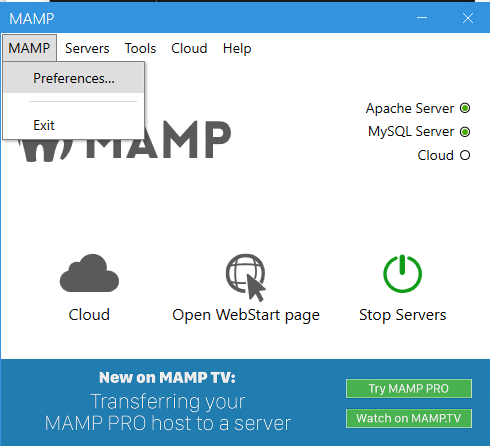 MAMP
MAMP Servers Tools Cloud Help
Preferences...
Exit
MAMP
Apache Server
MySQL Server
Cloud
Cloud
Open WebStart page
Stop Servers
New on MAMP TV:
Transferring your
MAMP PRO host to a server
Try MAMP PRO
Watch on MAMP.TV